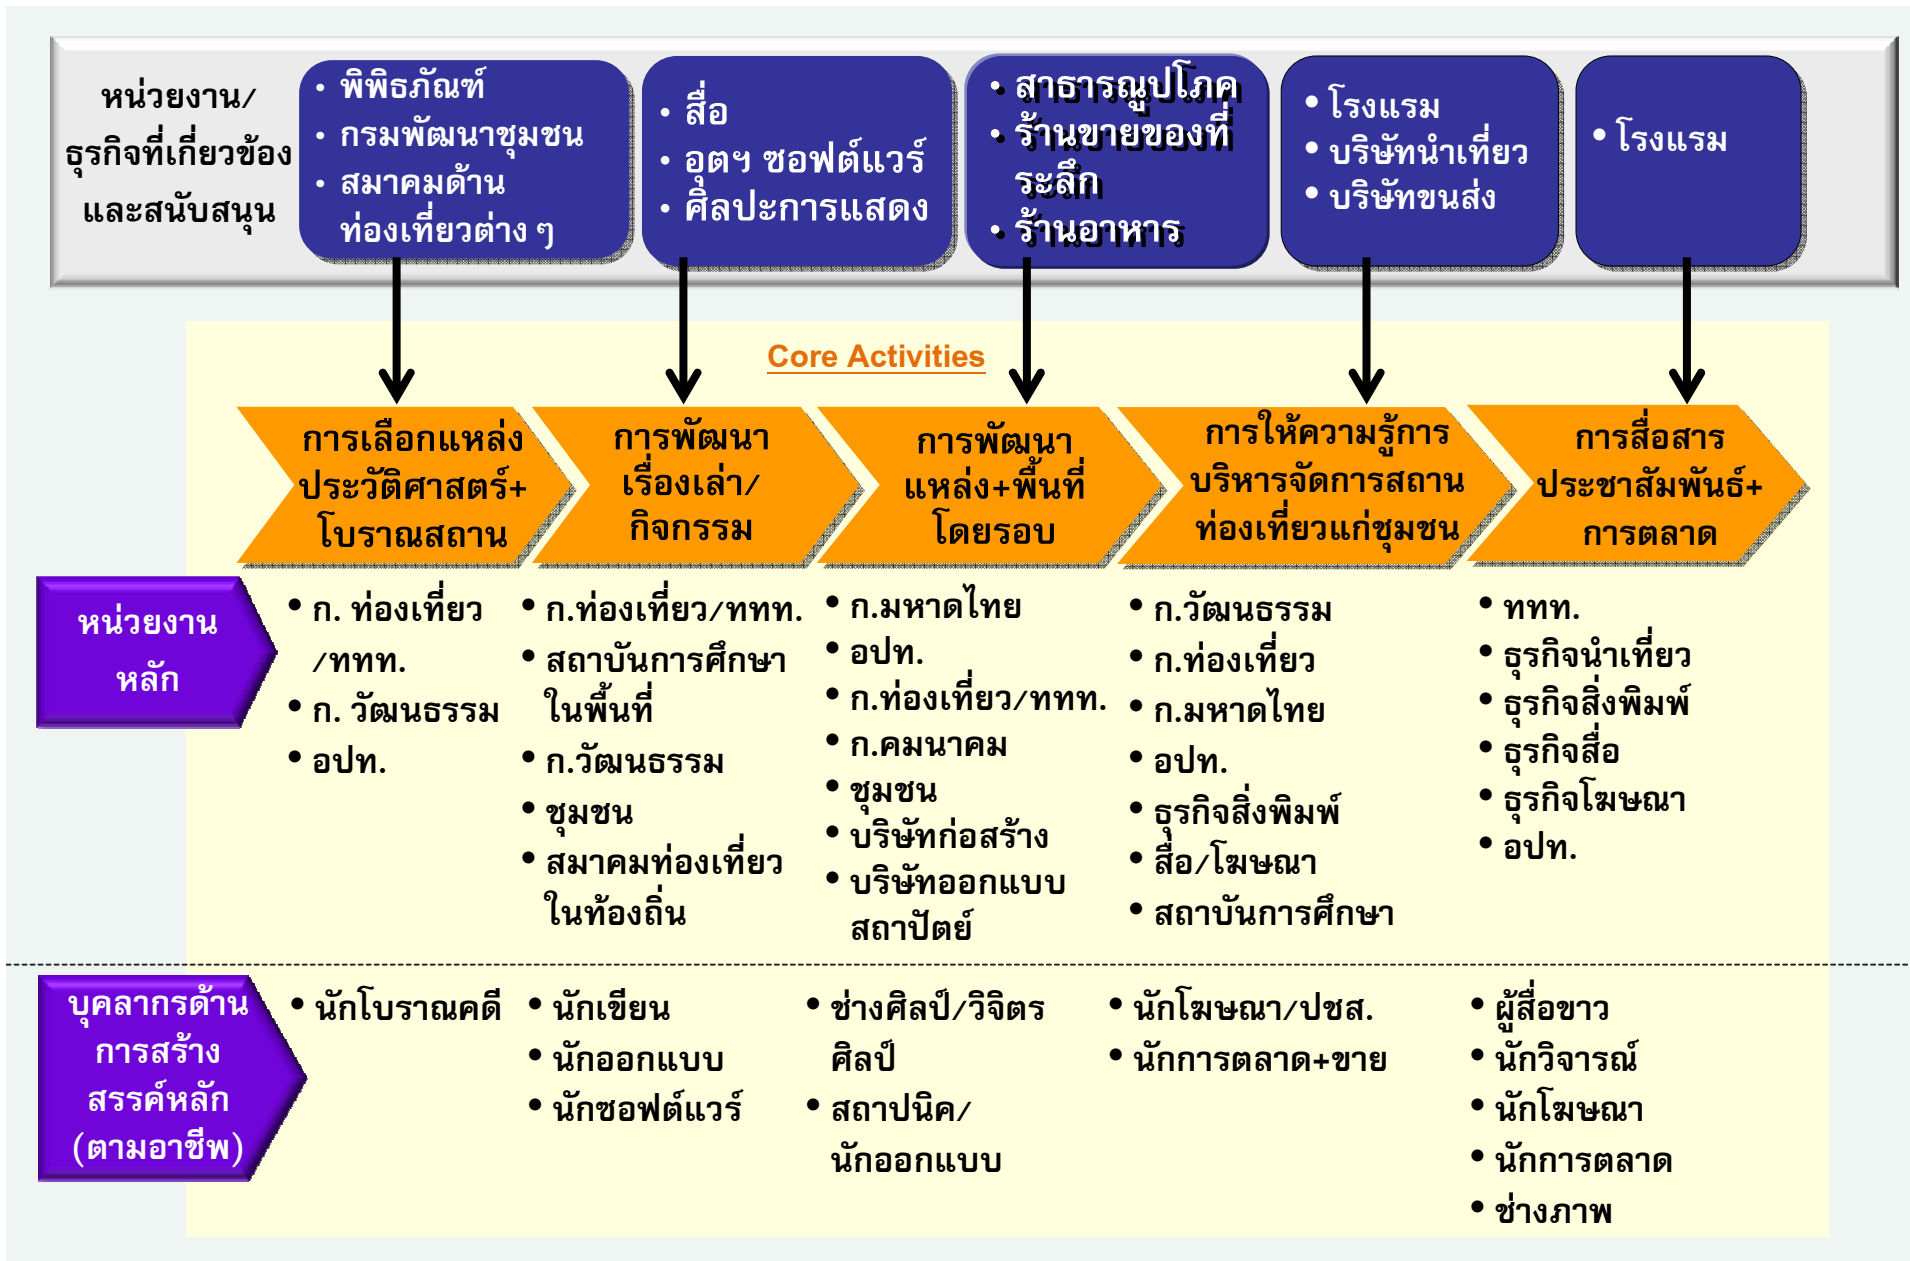 หน่วยงาน/
ธุรกิจที่เกี่ยวข้อง
และสนับสนุน
• พิพิธภัณฑ์
• กรมพัฒนาชุมชน
• สมาคมด้าน
ท่องเที่ยวต่าง ๆ
• สื่อ
• อุตฯ ซอฟต์แวร์
• ศิลปะการแสดง
• สาธารณูปโภค
• ร้านขายของที่
ระลึก
• ร้านอาหาร
• โรงแรม
• บริษัทนำเที่ยว
• บริษัทขนส่ง
• โรงแรม
Core Activities
การเลือกแหล่ง
ประวัติศาสตร์+
โบราณสถาน
การพัฒนา
เรื่องเล่า/
กิจกรรม
การพัฒนา
แหล่ง+พื้นที่
โดยรอบ
การให้ความรู้การ
บริหารจัดการสถาน
ท่องเที่ยวแก่ชุมชน
การสื่อสาร
ประชาสัมพันธ์+
การตลาด
หน่วยงาน
หลัก
• ก. ท่องเที่ยว
/ททท.
• ก. วัฒนธรรม
• อปท.
• ก.ท่องเที่ยว/ททท.
• สถาบันการศึกษา
ในพื้นที่
• ก.วัฒนธรรม
• ชุมชน
• สมาคมท่องเที่ยว
ในท้องถิ่น
• ก.มหาดไทย
• อปท.
• ก.ท่องเที่ยว/ททท.
• ก.คมนาคม
• ชุมชน
• บริษัทก่อสร้าง
• บริษัทออกแบบ
สถาปัตย์
• ก.วัฒนธรรม
• ก.ท่องเที่ยว
• ก.มหาดไทย
• อปท.
• ธุรกิจสิ่งพิมพ์
• สื่อ/โฆษณา
• สถาบันการศึกษา
• ททท.
• ธุรกิจนำเที่ยว
• ธุรกิจสิ่งพิมพ์
• ธุรกิจสื่อ
• ธุรกิจโฆษณา
• อปท.
บุคลากรด้าน
การสร้าง
สรรค์หลัก
(ตามอาชีพ)
• นักโบราณคดี
• นักเขียน
• นักออกแบบ
• นักซอฟต์แวร์
• ช่างศิลป์/วิจิตร
ศิลป์
• สถาปนิค/
นักออกแบบ
• นักโฆษณา/ปชส.
• นักการตลาด+ขาย
• ผู้สื่อขาว
• นักวิจารณ์
• นักโฆษณา
• นักการตลาด
• ช่างภาพ